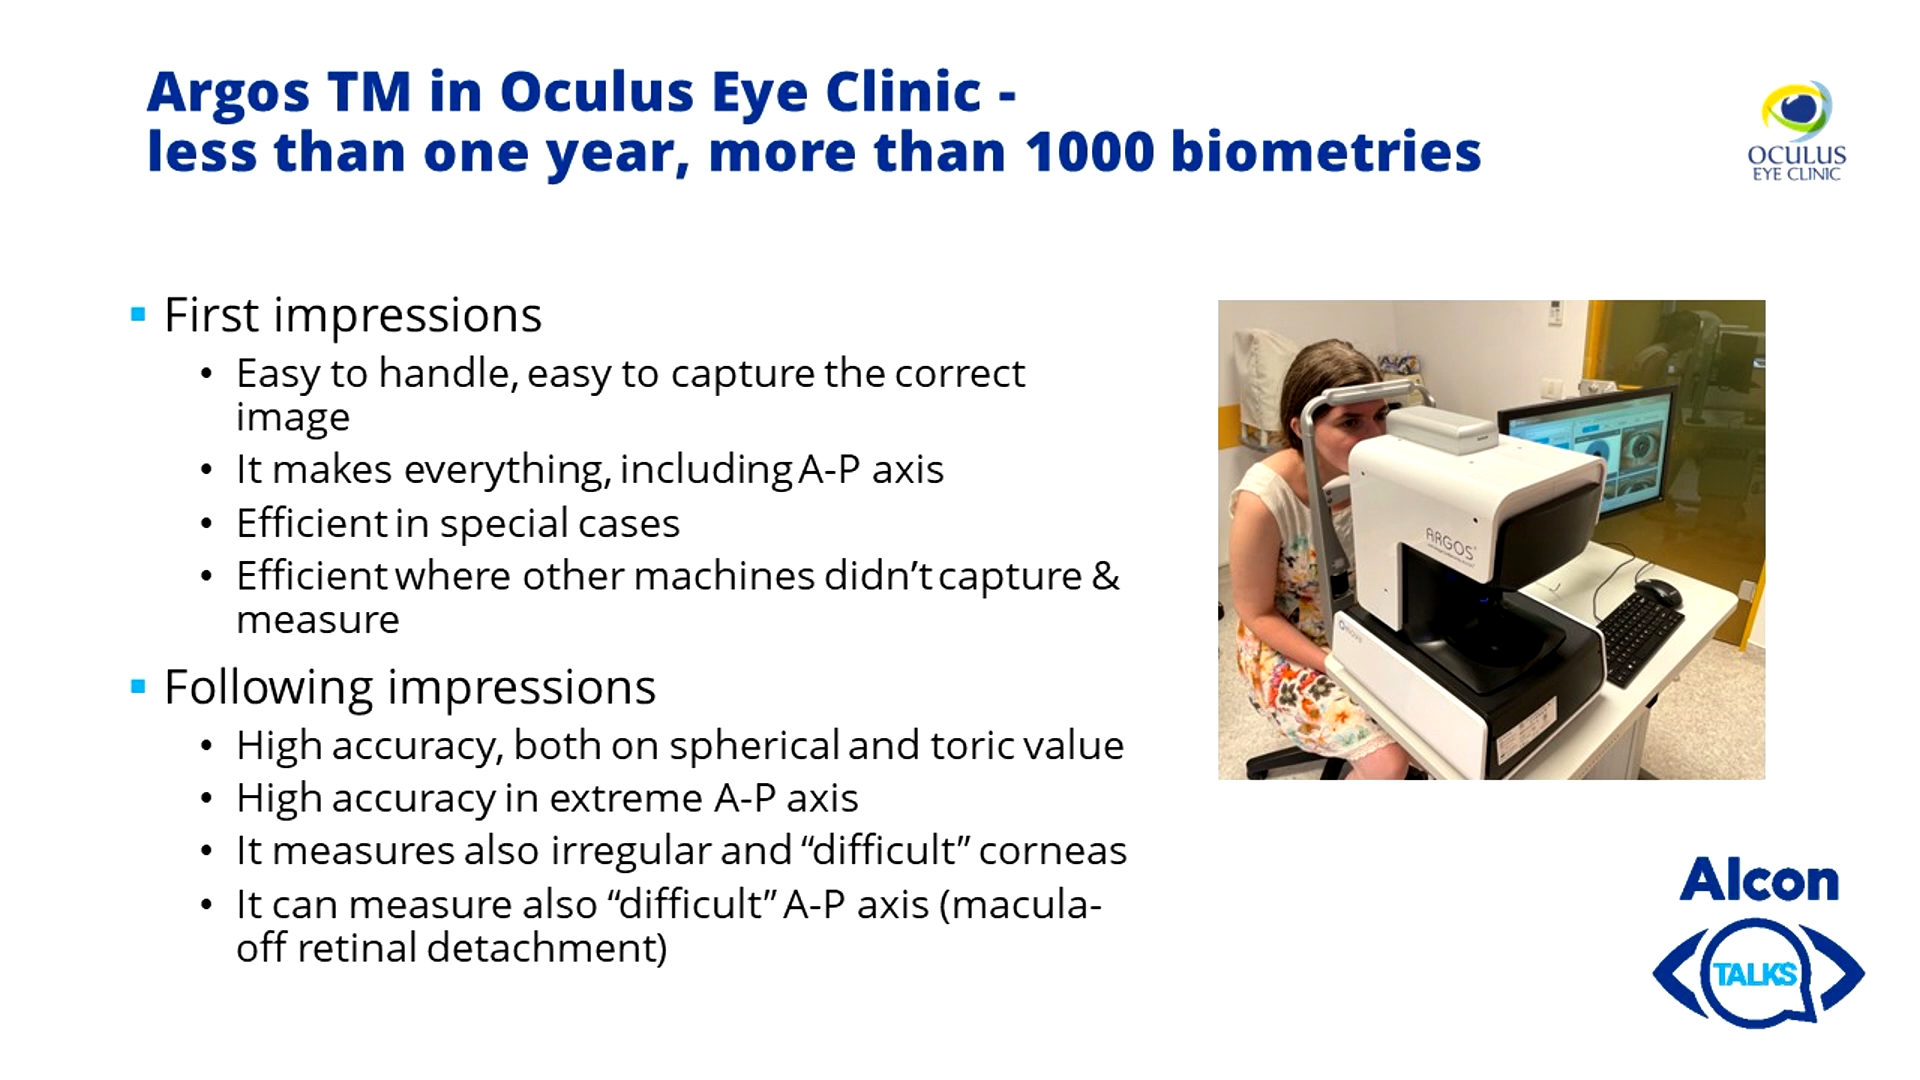 Argos TM in Oculus Eye Clinic -
less than one year, more than 1000 biometries
OCULUS
EYE CLINIC
▪ First impressions
• Easy to handle, easy to capture the correct
image
• It makes everything, including A-P axis
• Efficient in special cases
• Efficient where other machines didn’t capture &
measure
▪ Following impressions
• High accuracy, both on spherical and toric value
• High accuracy in extreme A-P axis
• It measures also irregular and “difficult” corneas
• It can measure also “difficult” A-P axis (macula-
off retinal detachment)
ARGOS
Alcon
TALKS